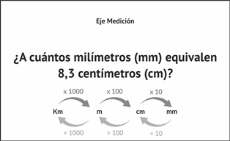 Eje Medición
¿A cuántos milímetros (mm) equivalen
8,3 centímetros (cm)?
x 1000 x 100 x 10
Km m cm mm
÷ 1000 ÷ 100 ÷ 10